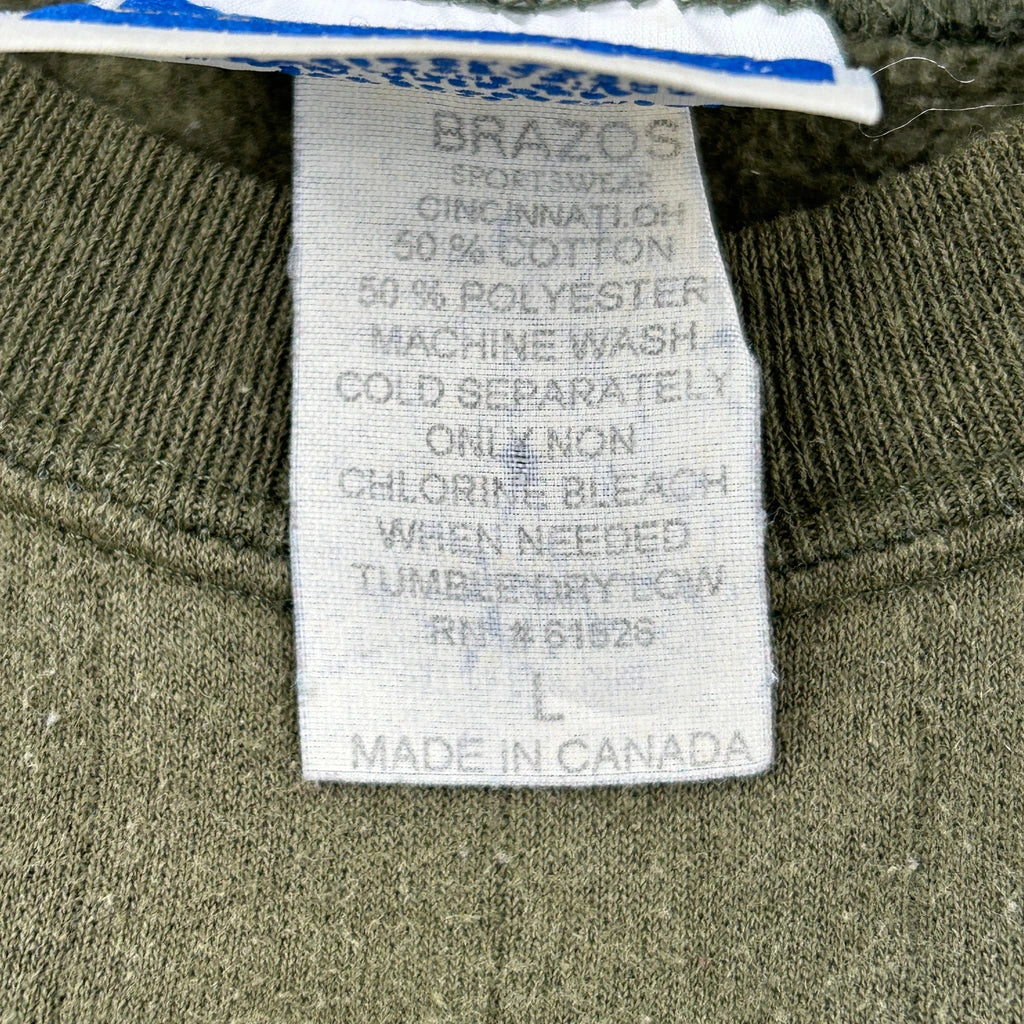 BRAZOS
SPORTSWEAR
CINCINNATI.OH
50 % COTTON
50 % POLYESTER
MACHINE WASH
COLD SEPARATELY
ONLY NON
CHLORINE BLEACH
WHEN NEEDED
TUMBLE DRY LOW
RN # 61526
L
MADE iN CANADA